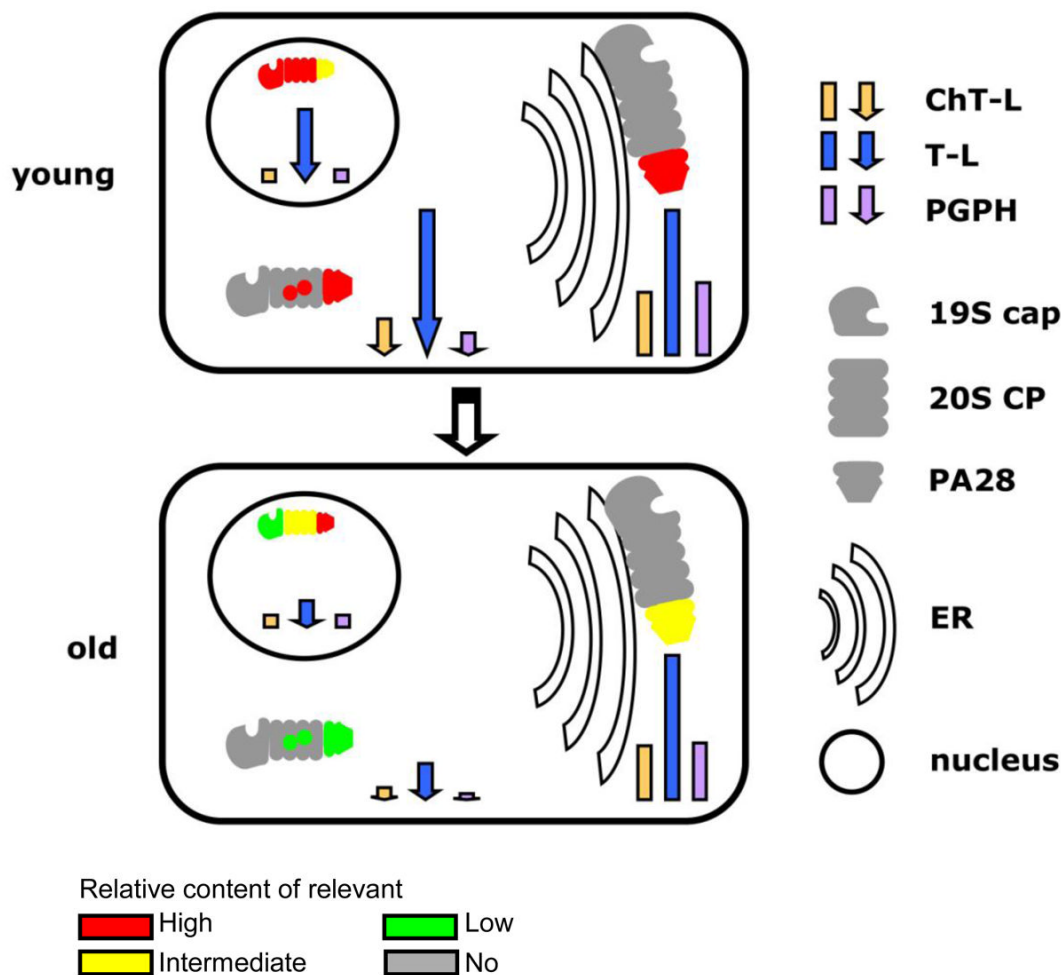 young
old
ChT-L
T-L
PGPH
19S cap
20S CP
PA28
ER
nucleus
Relative content of relevant
High
Low
Intermediate
No